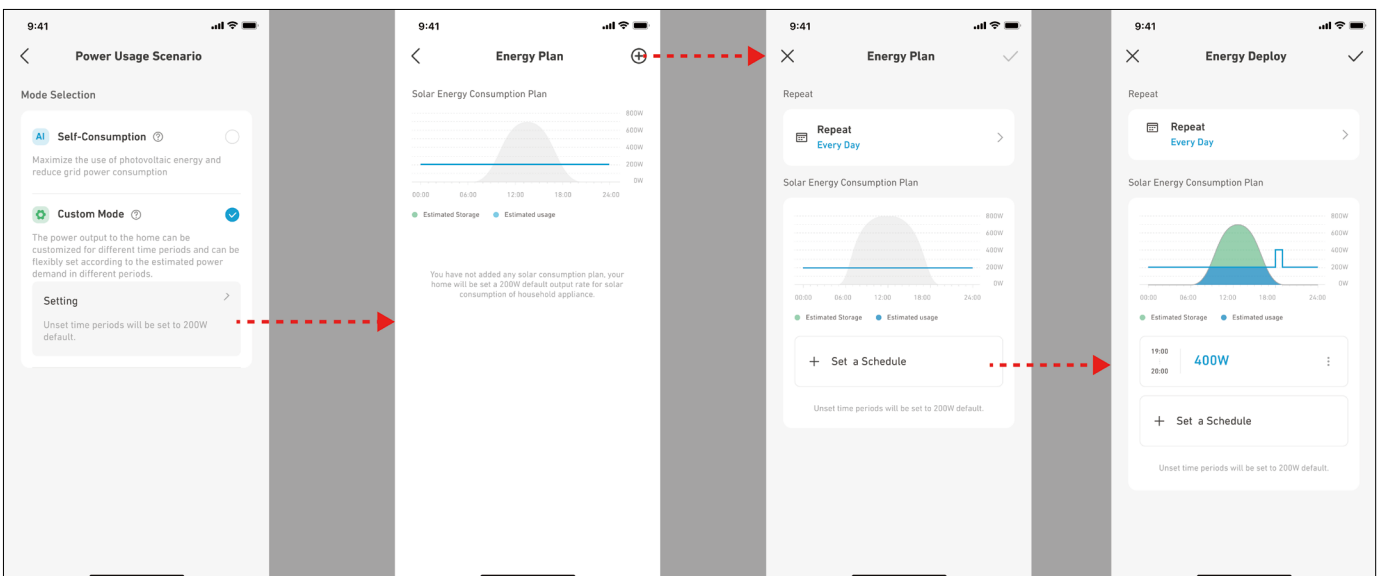 9:41
Power Usage Scenario
Mode Selection
AI Self-Consumption ?
Maximize the use of photovoltaic energy and
reduce grid power consumption
Custom Mode ?
The power output to the home can be
customized for different time periods and can be
flexibly set according to the estimated power
demand in different periods.
Setting
Unset time periods will be set to 200W
default.
9:41
Energy Plan
Solar Energy Consumption Plan
800W
600W
400W
200W
0W
00:00 06:00 12:00 18:00 24:00
Estimated Storage Estimated usage
You have not added any solar consumption plan, your
home will be set a 200W default output rate for solar
consumption of household appliance.
9:41
Energy Plan
Repeat
Repeat
Every Day
Solar Energy Consumption Plan
800W
600W
400W
200W
0W
00:00 06:00 12:00 18:00 24:00
Estimated Storage Estimated usage
+ Set a Schedule
Unset time periods will be set to 200W default.
9:41
Energy Deploy
Repeat
Repeat
Every Day
Solar Energy Consumption Plan
800W
600W
400W
200W
0W
00:00 06:00 12:00 18:00 24:00
Estimated Storage Estimated usage
19:00
400W
20:00
+ Set a Schedule
Unset time periods will be set to 200W default.